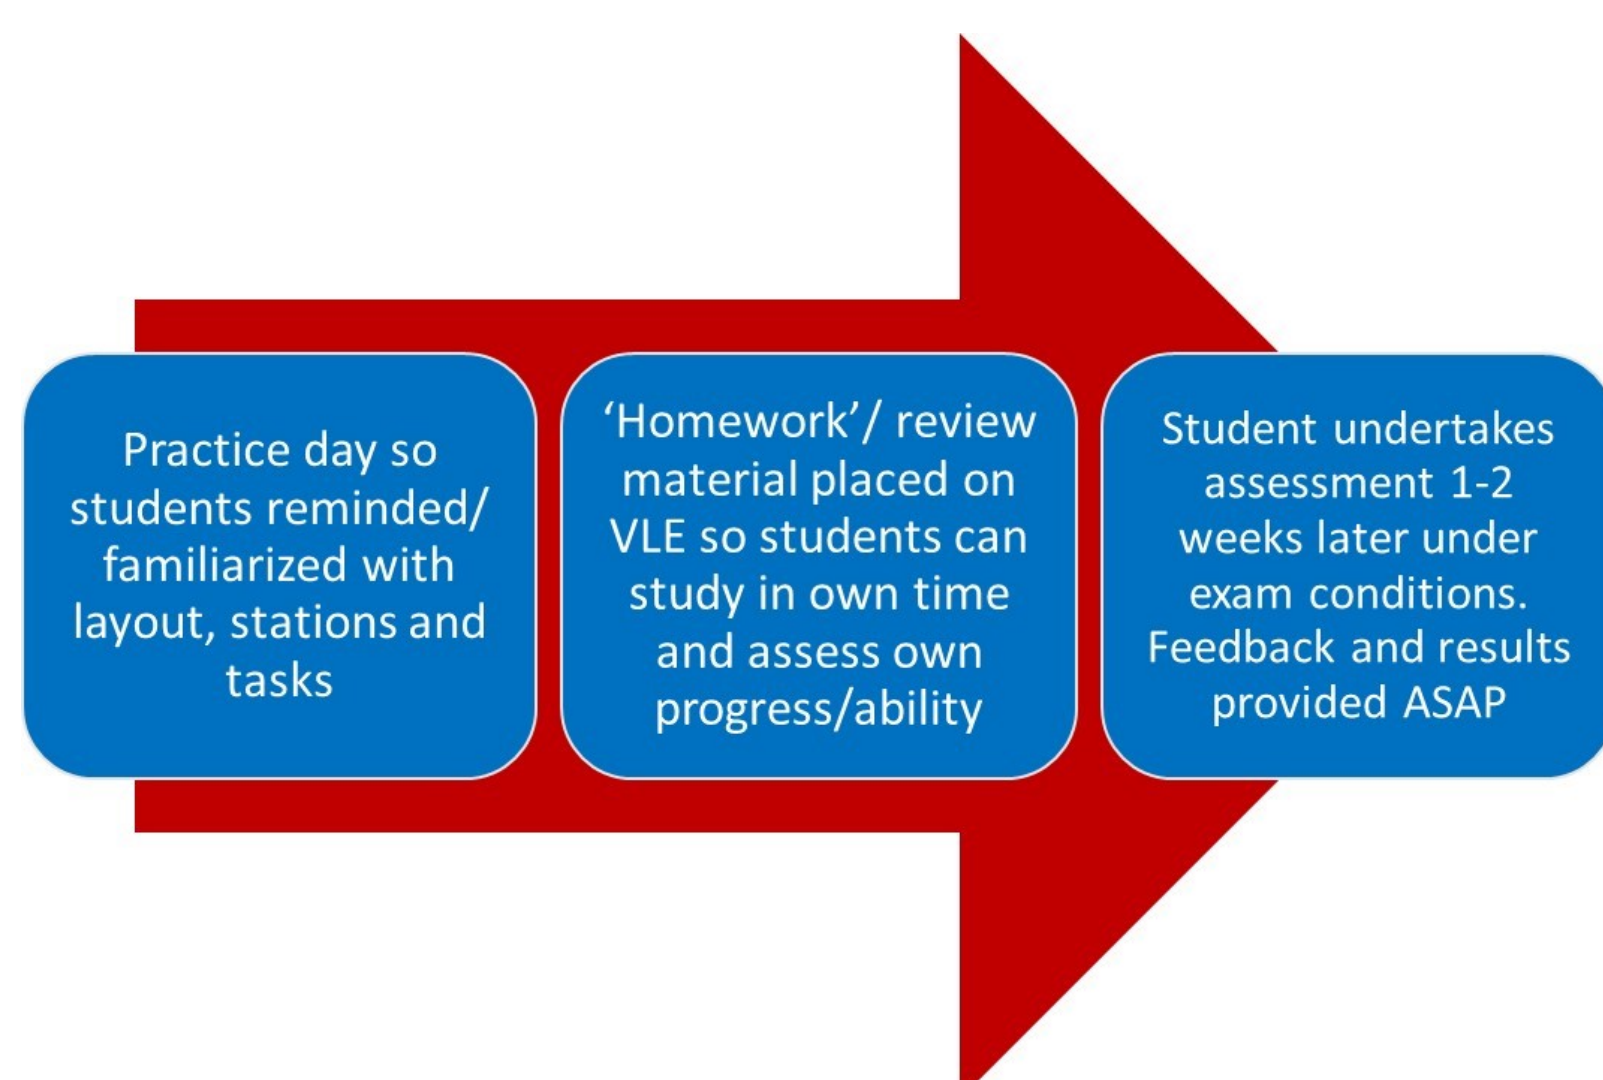 Practice day so
students reminded/
familiarized with
layout, stations and
tasks
‘Homework’/ review
material placed on
VLE so students can
study in own time
and assess own
progress/ability
Student undertakes
assessment 1-2
weeks later under
exam conditions.
Feedback and results
provided ASAP